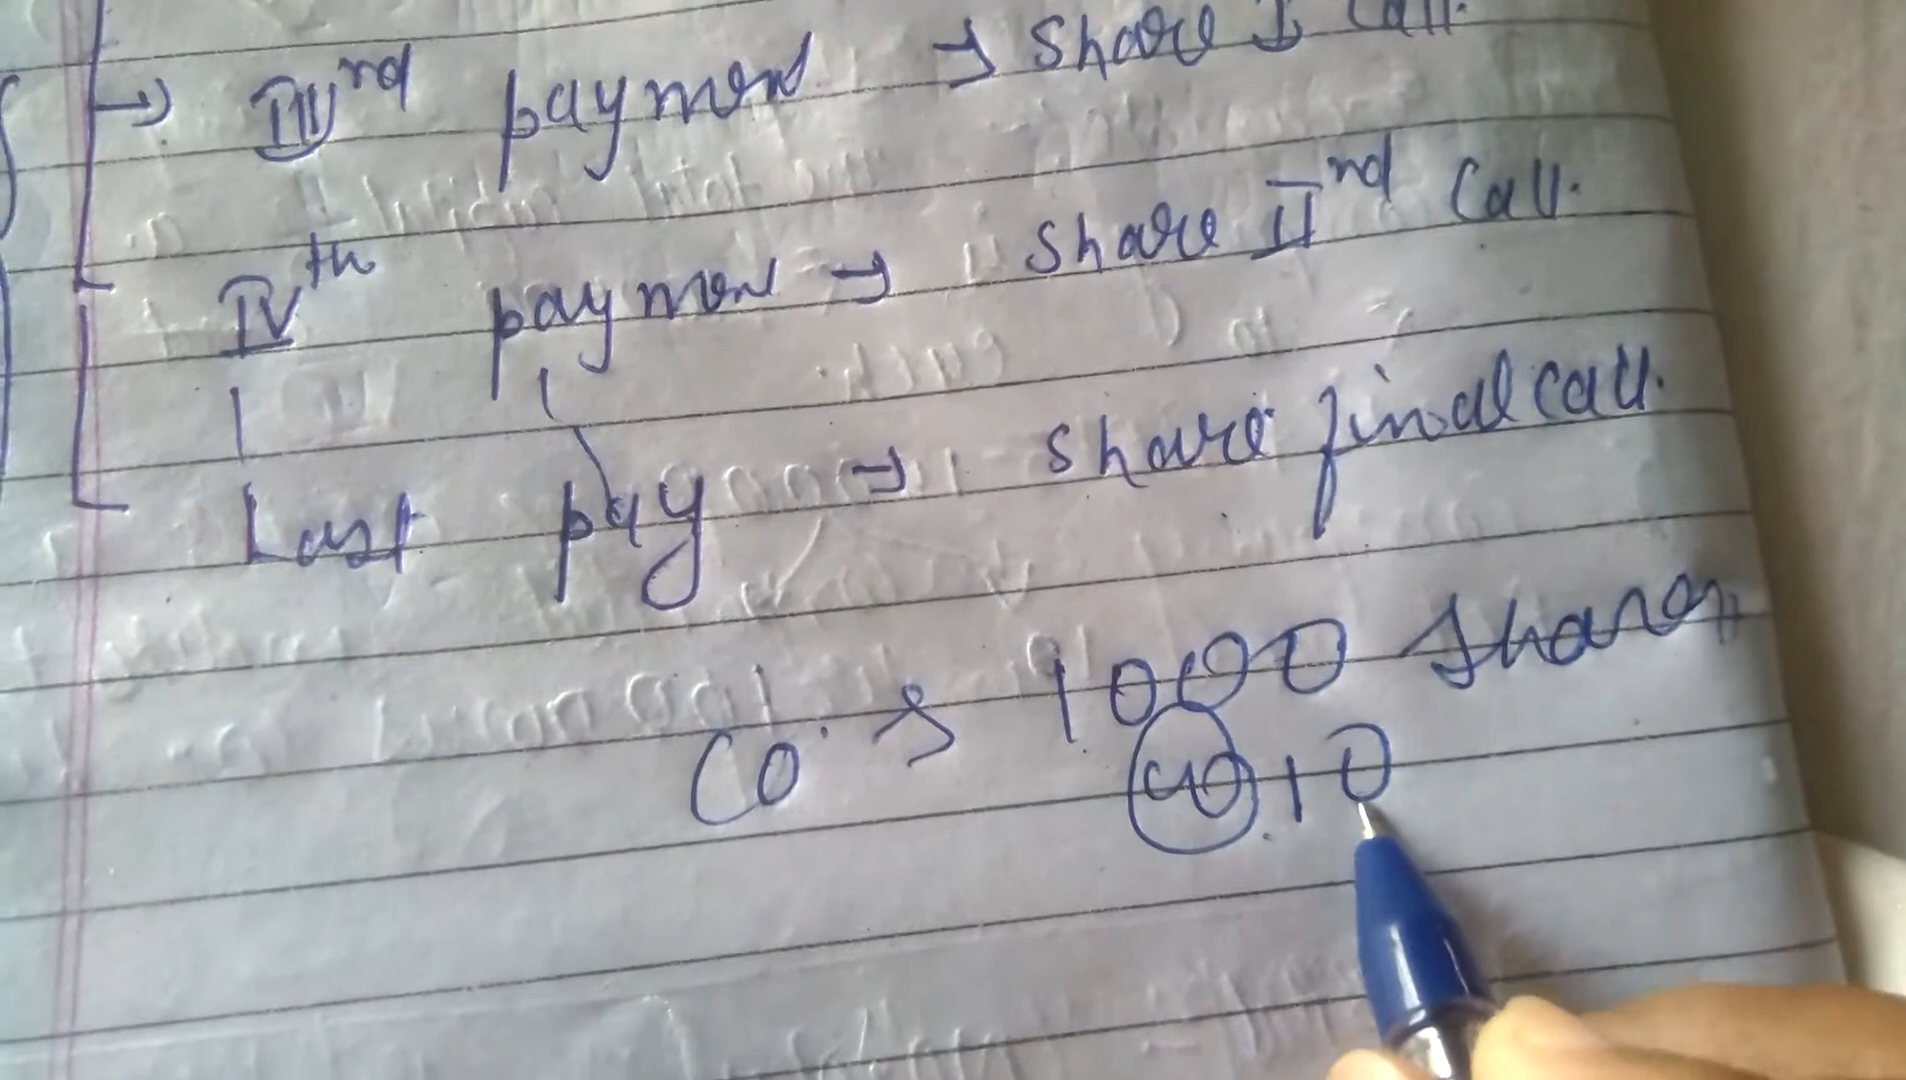 → IIIrd payment → Share I Call.
IVth payment → Share IInd Call.
Last pay → Share final Call.
Co. → 1000 Shares
@ 10